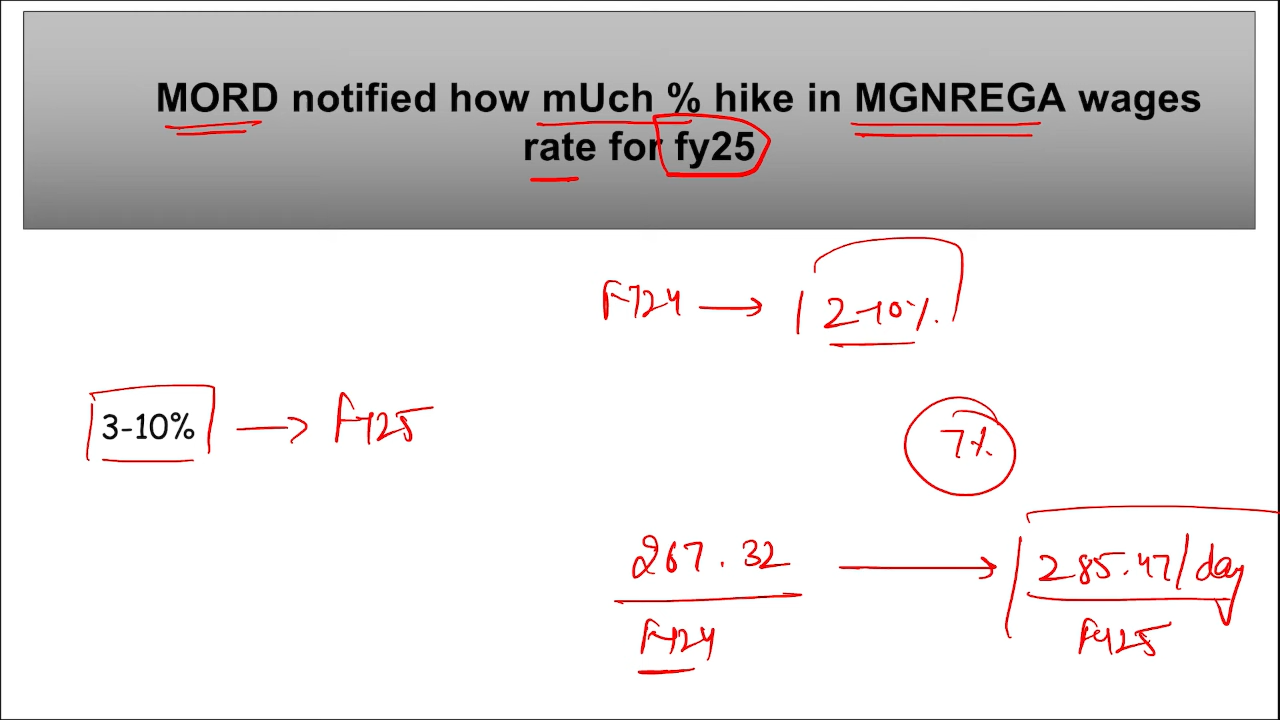 MORD notified how mUch % hike in MGNREGA wages
rate for fy25
FY24 → 2-10%.
3-10% → FY25
7%
267.32 → 285.47/day
FY24 FY25